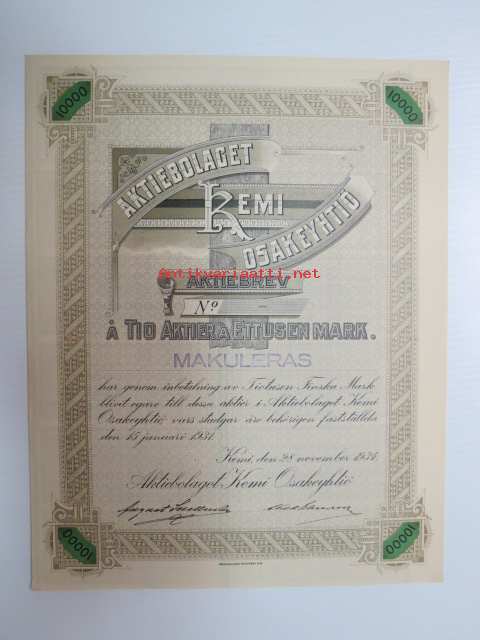 10000 10000
AKTIEBOLAGET
KEMI
OSAKEYHTIÖ
antikvariaatti.net
AKTIEBREV
No
Å TIO AKTIER À ETTUSEN MARK.
MAKULERAS
har genom inbetalning av Tiotusen Finska Mark
blivit ägare till dessa aktier i Aktiebolaget Kemi
Osakeyhtiö, vars stadgar äro behörigen fastställda
den 15 januari 1931.
Kemi, den 28 november 1931.
Aktiebolaget Kemi Osakeyhtiö
10000 10000